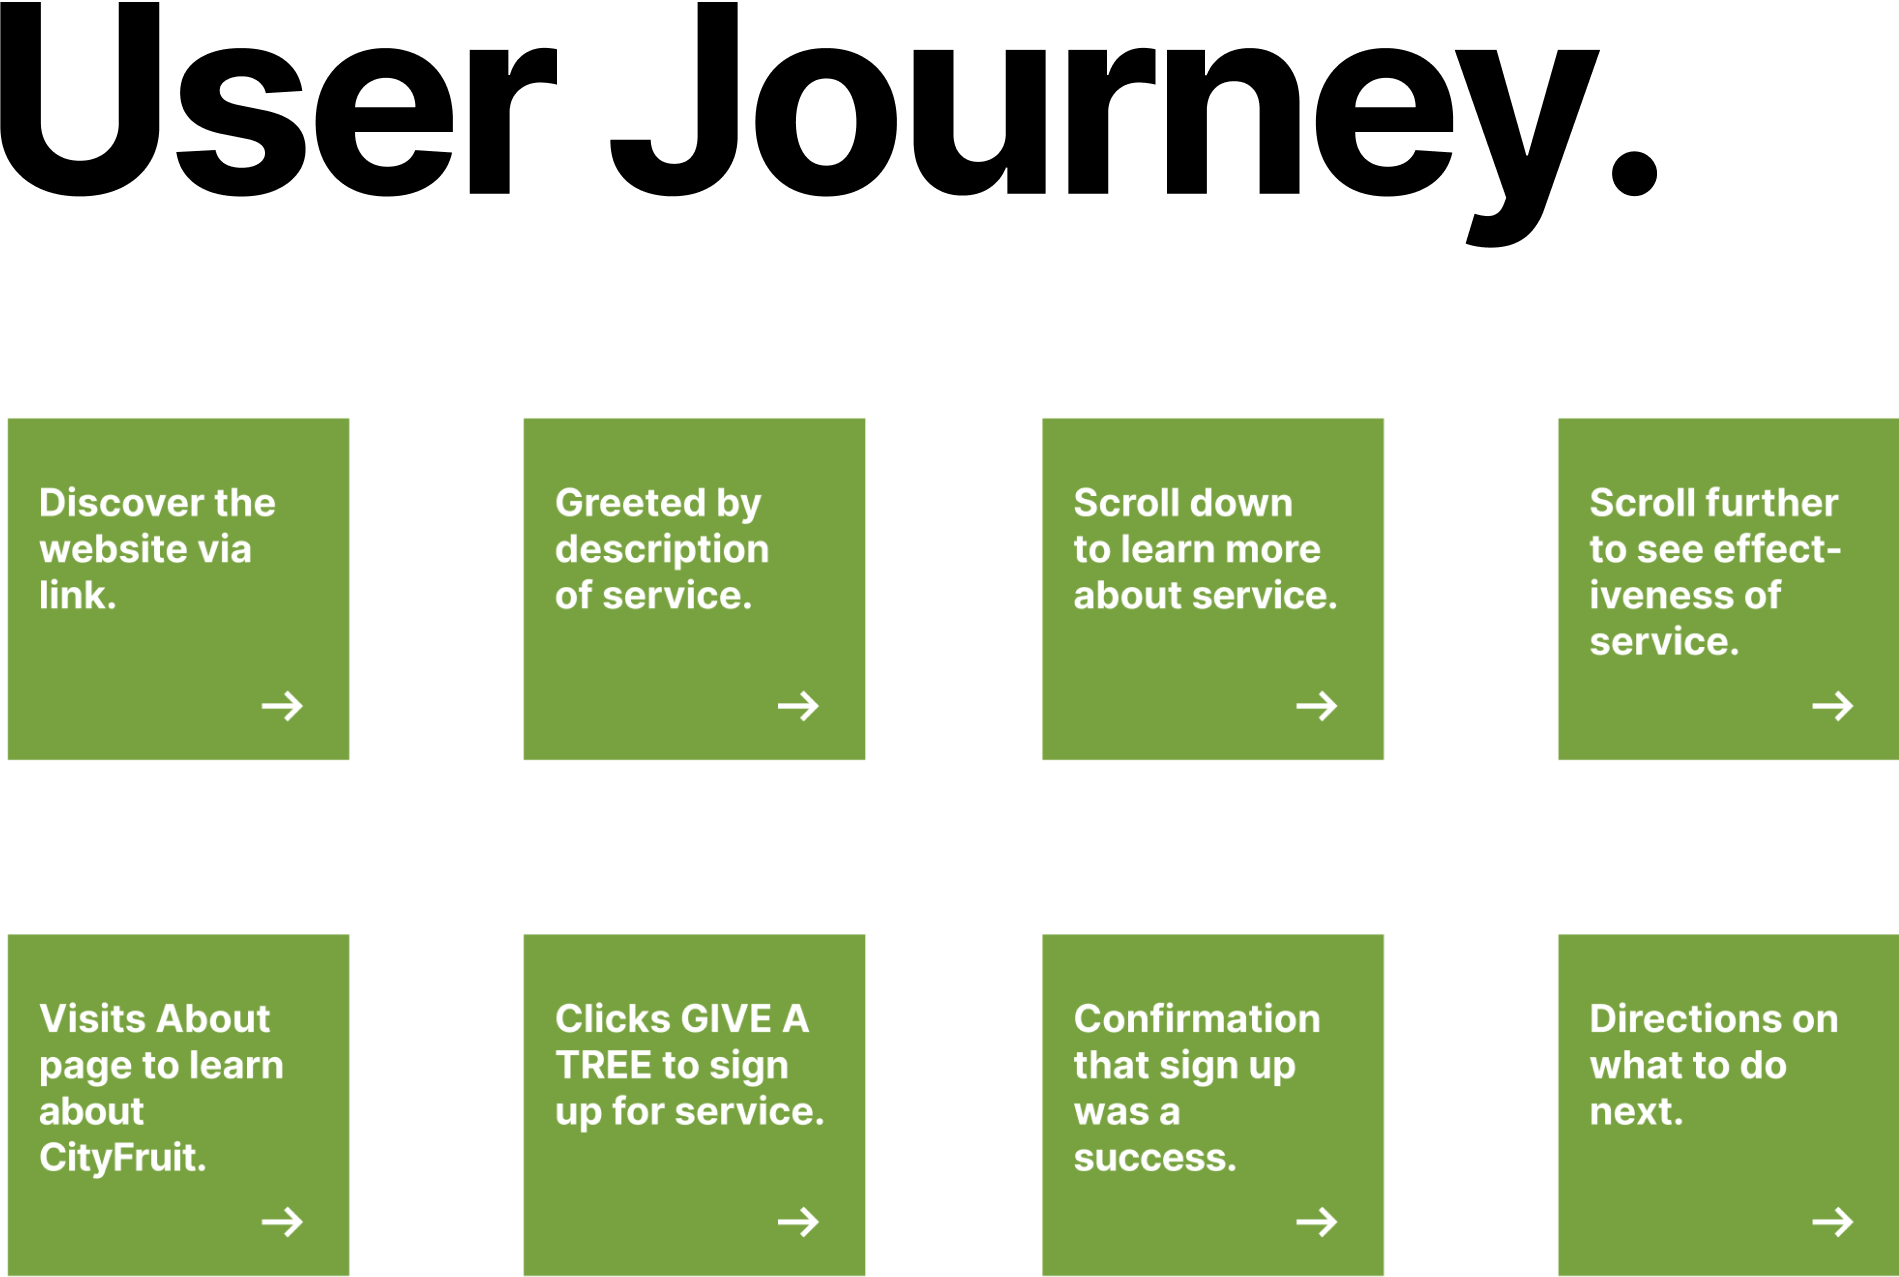 User Journey.
Discover the
website via
link.
Greeted by
description
of service.
Scroll down
to learn more
about service.
Scroll further
to see effect-
iveness of
service.
Visits About
page to learn
about
CityFruit.
Clicks GIVE A
TREE to sign
up for service.
Confirmation
that sign up
was a
success.
Directions on
what to do
next.